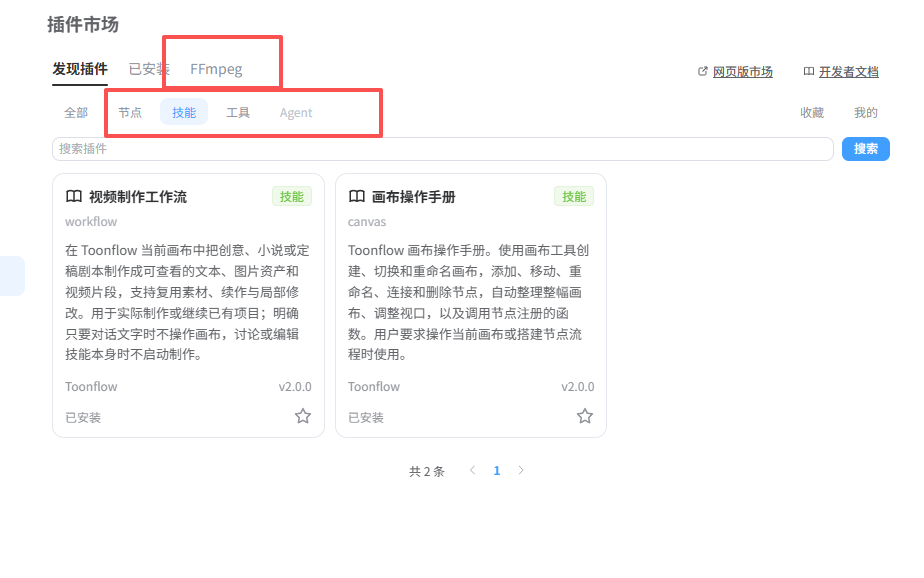 插件市场
发现插件 已安装 FFmpeg 网页版市场 开发者文档
全部 节点 技能 工具 Agent 收藏 我的
搜索插件 搜索
视频制作工作流 技能
workflow
在 Toonflow 当前画布中把创意、小说或定
稿剧本制作成可查看的文本、图片资产和
视频片段，支持复用素材、续作与局部修
改。用于实际制作或继续已有项目；明确
只要对话文字时不操作画布，讨论或编辑
技能本身时不启动制作。
Toonflow v2.0.0
已安装
画布操作手册 技能
canvas
Toonflow 画布操作手册。使用画布工具创
建、切换和重命名画布，添加、移动、重
命名、连接和删除节点，自动整理整幅画
布、调整视口，以及调用节点注册的函
数。用户要求操作当前画布或搭建节点流
程时使用。
Toonflow v2.0.0
已安装
共 2 条 1